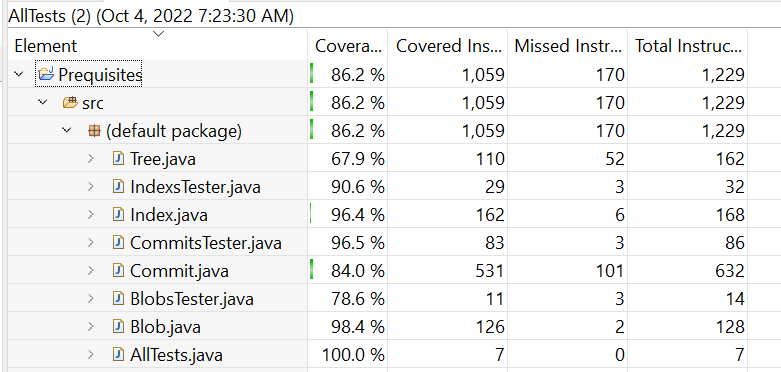 AllTests (2) (Oct 4, 2022 7:23:30 AM)
Element Covera... Covered Ins... Missed Instr... Total Instruc...
Prequisites 86.2 % 1,059 170 1,229
src 86.2 % 1,059 170 1,229
(default package) 86.2 % 1,059 170 1,229
Tree.java 67.9 % 110 52 162
IndexsTester.java 90.6 % 29 3 32
Index.java 96.4 % 162 6 168
CommitsTester.java 96.5 % 83 3 86
Commit.java 84.0 % 531 101 632
BlobsTester.java 78.6 % 11 3 14
Blob.java 98.4 % 126 2 128
AllTests.java 100.0 % 7 0 7